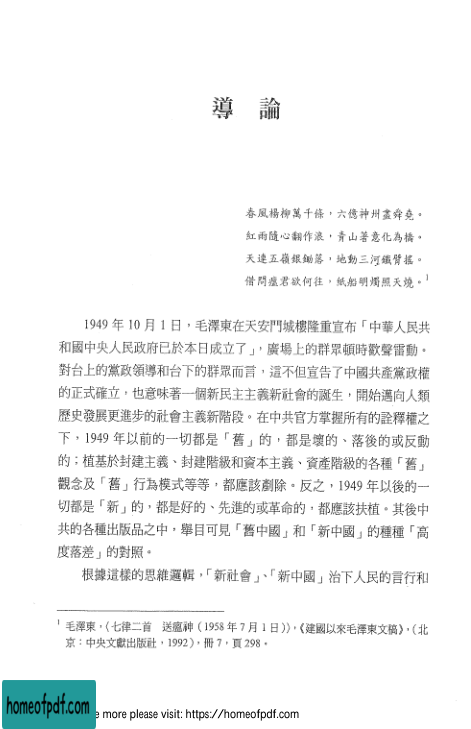 導　論
春風楊柳萬千條，六億神州盡舜堯。
紅雨隨心翻作浪，青山著意化為橋。
天連五嶺銀鋤落，地動三河鐵臂搖。
借問瘟君欲何往，紙船明燭照天燒。1
1949 年 10 月 1 日，毛澤東在天安門城樓隆重宣布「中華人民共
和國中央人民政府已於本日成立了」，廣場上的群眾頓時歡聲雷動。
對台上的黨政領導和台下的群眾而言，這不但宣告了中國共產黨政權
的正式確立，也意味著一個新民主主義新社會的誕生，開始邁向人類
歷史發展更進步的社會主義新階段。在中共官方掌握所有的詮釋權之
下，1949 年以前的一切都是「舊」的，都是壞的、落後的或反動
的；植基於封建主義、封建階級和資本主義、資產階級的各種「舊」
觀念及「舊」行為模式等等，都應該剷除。反之，1949 年以後的一
切都是「新」的，都是好的、先進的或革命的，都應該扶植。其後中
共的各種出版品之中，舉目可見「舊中國」和「新中國」的種種「高
度落差」的對照。
根據這樣的思維邏輯，「新社會」、「新中國」治下人民的言行和
1 毛澤東，〈七律二首　送瘟神（1958 年 7 月 1 日）〉，《建國以來毛澤東文稿》，（北
京：中央文獻出版社，1992），冊 7，頁 298。
homeofpdf.com
e more please visit: https://homeofpdf.com